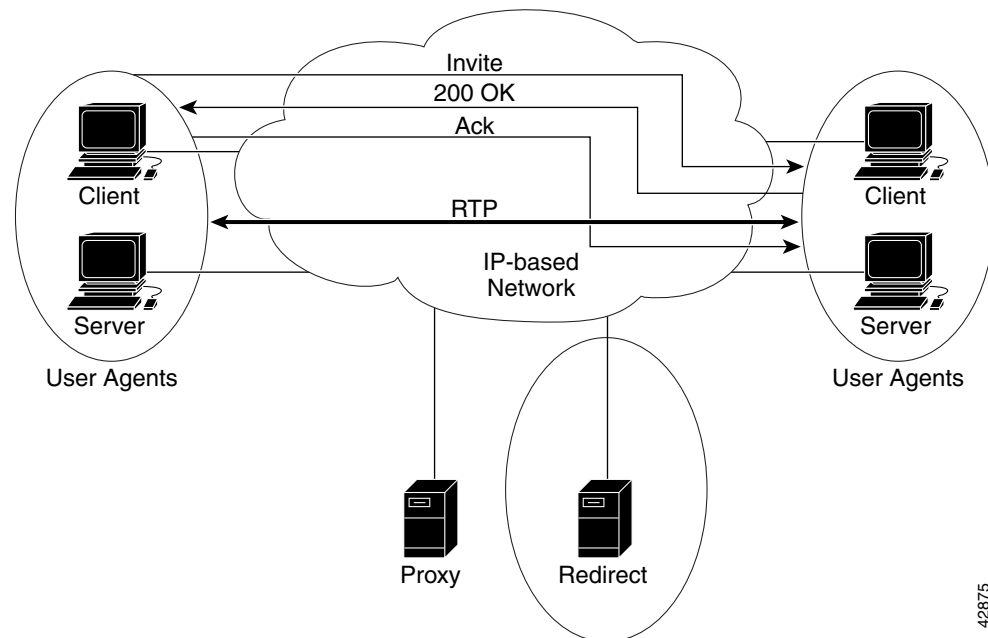 Invite
200 OK
Ack
Client
Client
RTP
IP-based
Network
Server
Server
User Agents
User Agents
Proxy
Redirect
42875